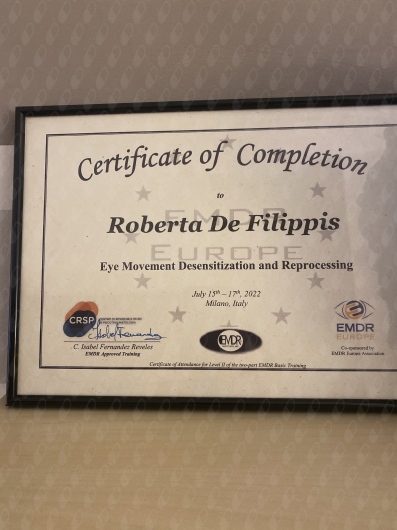 Certificate of Completion
to
EMDR
Roberta De Filippis
EUROPE
Eye Movement Desensitization and Reprocessing
July 15th – 17th, 2022
Milano, Italy
CRSP
C. Isabel Fernandez Reveles
EMDR Approved Training
EMDR
EMDR
EUROPE
Co-sponsored by
EMDR Europe Association
Certificate of Attendance for Level II of the two-part EMDR Basic Training